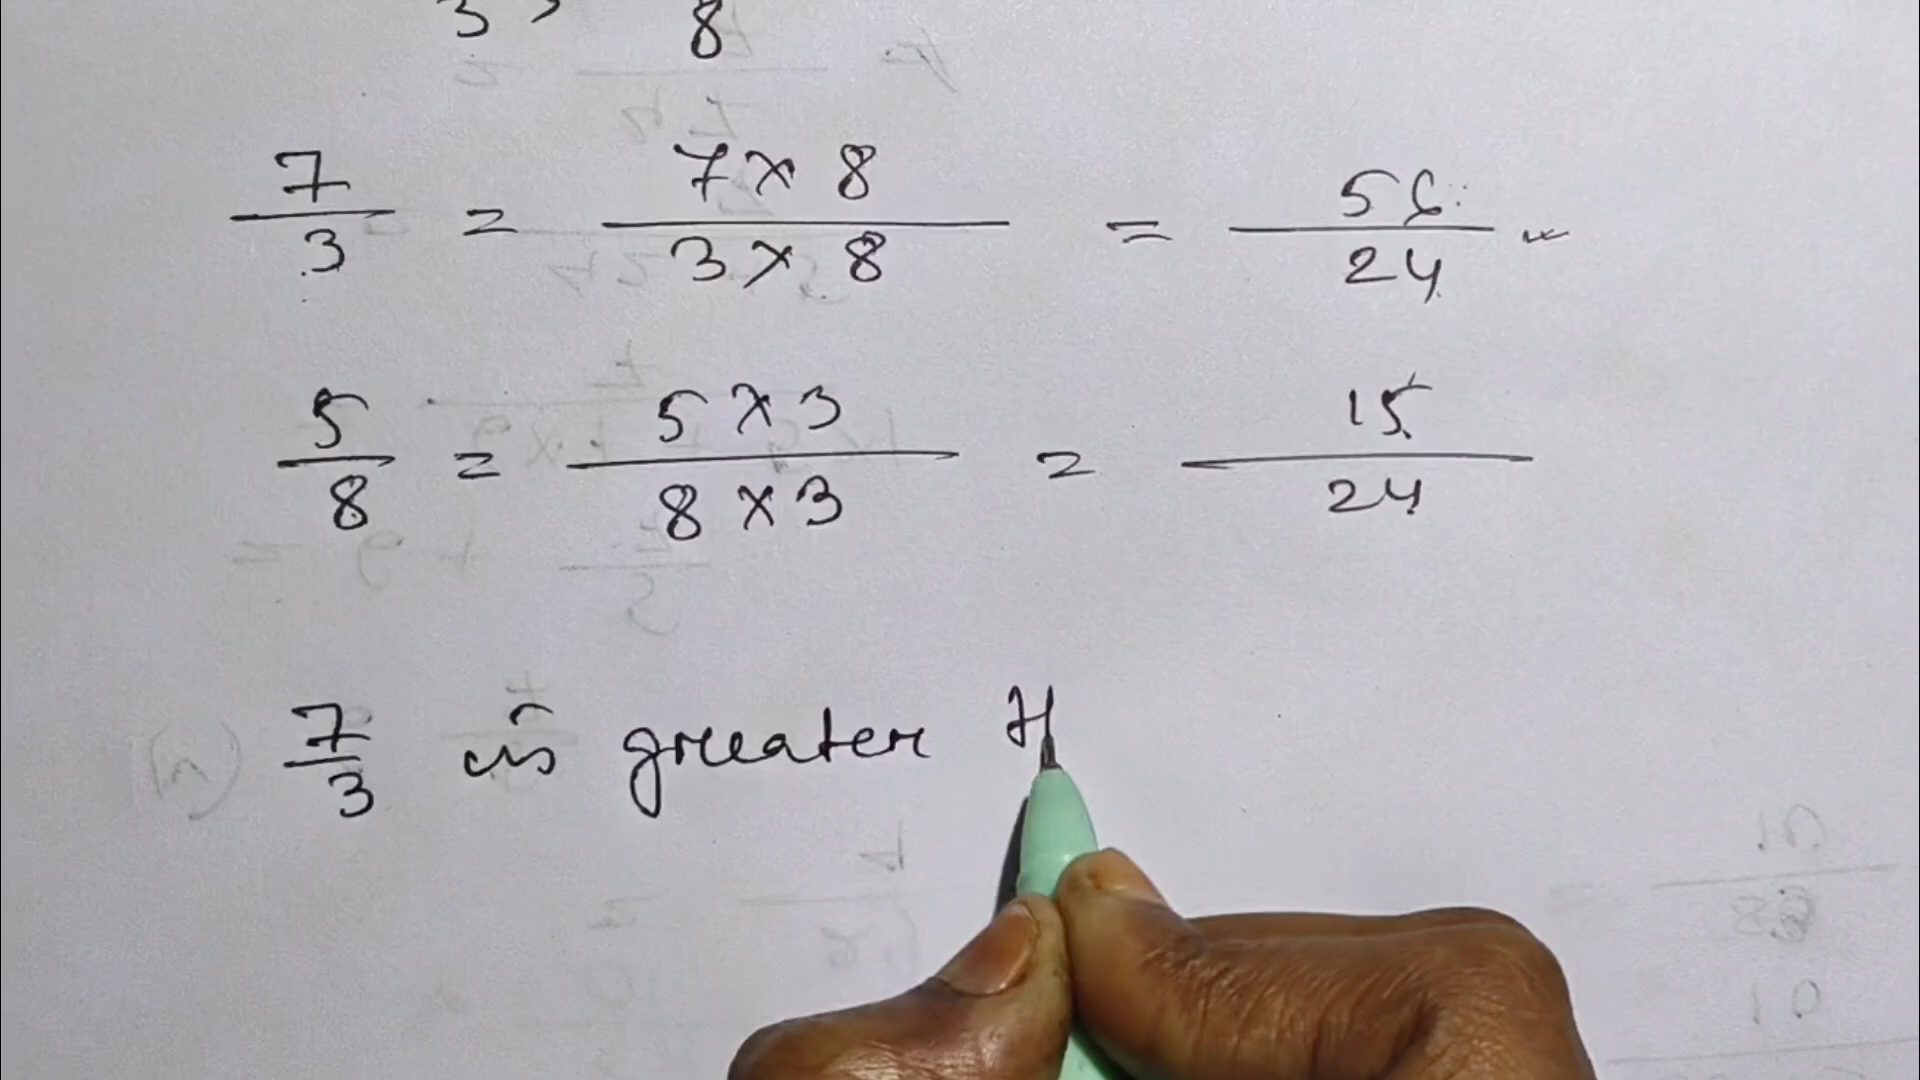 3, 8
7/3 = 7 × 8 / 3 × 8 = 56/24
5/8 = 5 × 3 / 8 × 3 = 15/24
7/3 is greater